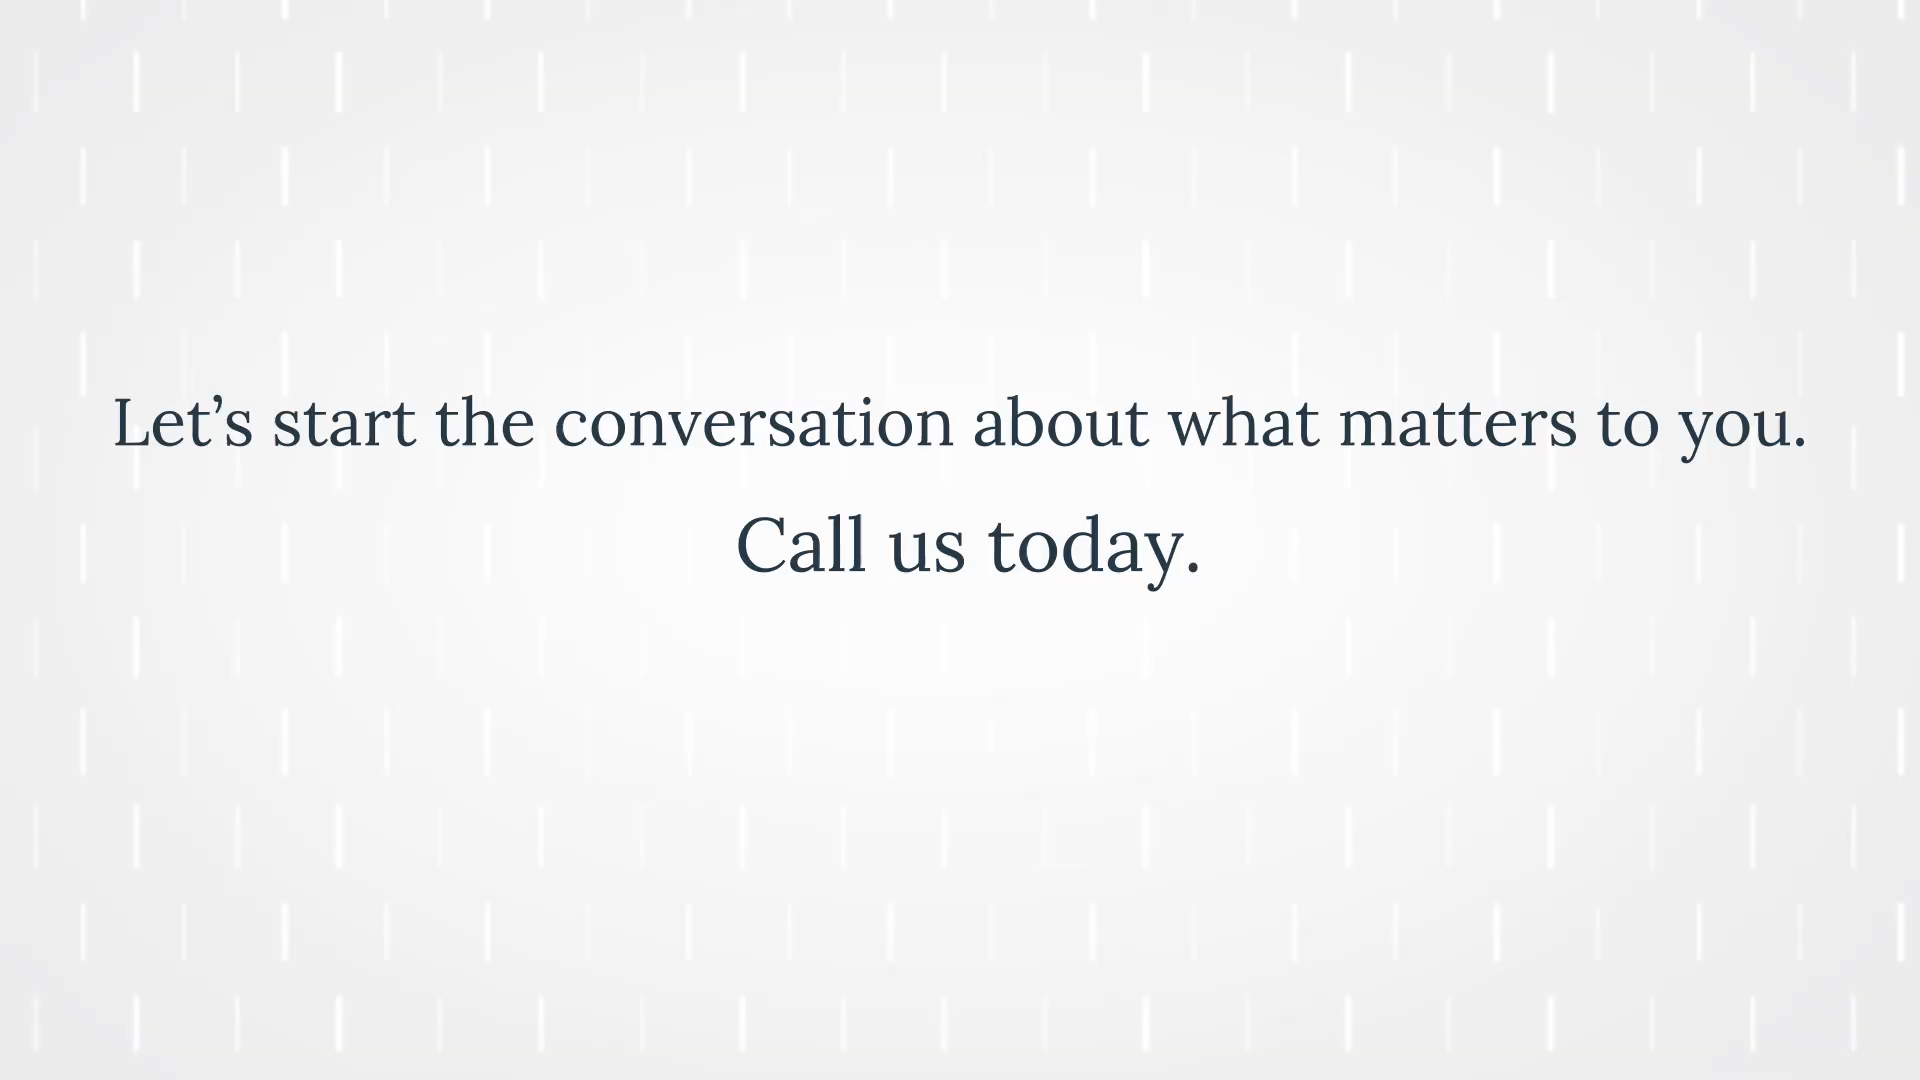 Let’s start the conversation about what matters to you.
Call us today.